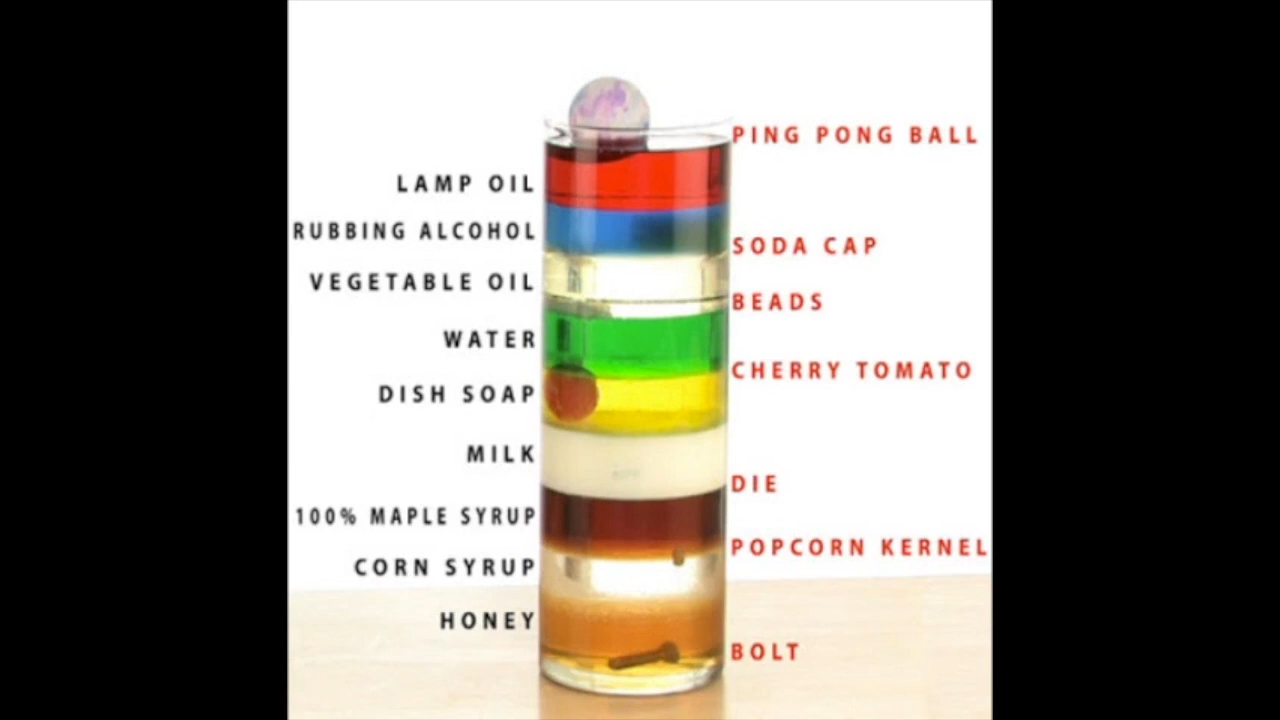 PING PONG BALL
LAMP OIL
RUBBING ALCOHOL
SODA CAP
VEGETABLE OIL
BEADS
WATER
CHERRY TOMATO
DISH SOAP
MILK
DIE
100% MAPLE SYRUP
POPCORN KERNEL
CORN SYRUP
HONEY
BOLT